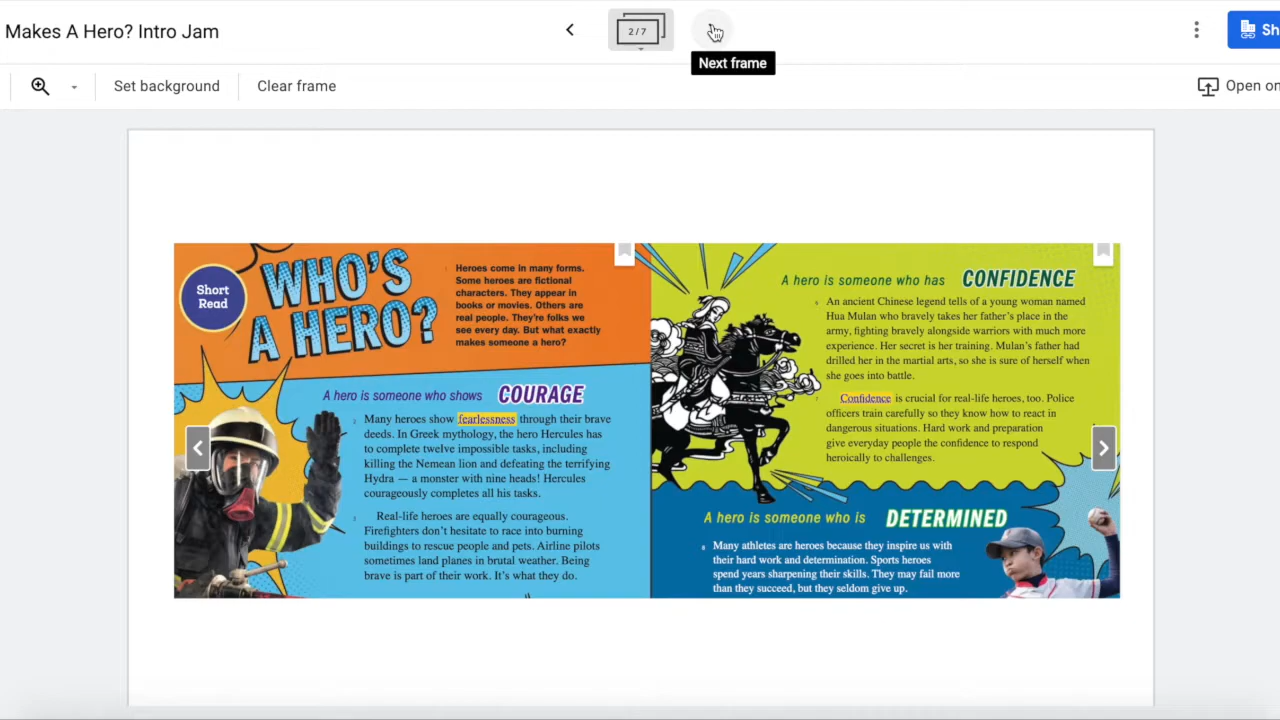 Makes A Hero? Intro Jam
2/7
Next frame
Set background
Clear frame
Open on
Sh
Short
Read
WHO'S
A HERO?
Heroes come in many forms.
Some heroes are fictional
characters. They appear in
books or movies. Others are
real people. They're folks we
see every day. But what exactly
makes someone a hero?
A hero is someone who shows COURAGE
Many heroes show fearlessness through their brave
deeds. In Greek mythology, the hero Hercules has
to complete twelve impossible tasks, including
killing the Nemean lion and defeating the terrifying
Hydra — a monster with nine heads! Hercules
courageously completes all his tasks.
Real-life heroes are equally courageous.
Firefighters don't hesitate to race into burning
buildings to rescue people and pets. Airline pilots
sometimes land planes in brutal weather. Being
brave is part of their work. It's what they do.
A hero is someone who has CONFIDENCE
An ancient Chinese legend tells of a young woman named
Hua Mulan who bravely takes her father's place in the
army, fighting bravely alongside warriors with much more
experience. Her secret is her training. Mulan's father had
drilled her in the martial arts, so she is sure of herself when
she goes into battle.
Confidence is crucial for real-life heroes, too. Police
officers train carefully so they know how to react in
dangerous situations. Hard work and preparation
give everyday people the confidence to respond
heroically to challenges.
A hero is someone who is DETERMINED
Many athletes are heroes because they inspire us with
their hard work and determination. Sports heroes
spend years sharpening their skills. They may fail more
than they succeed, but they seldom give up.